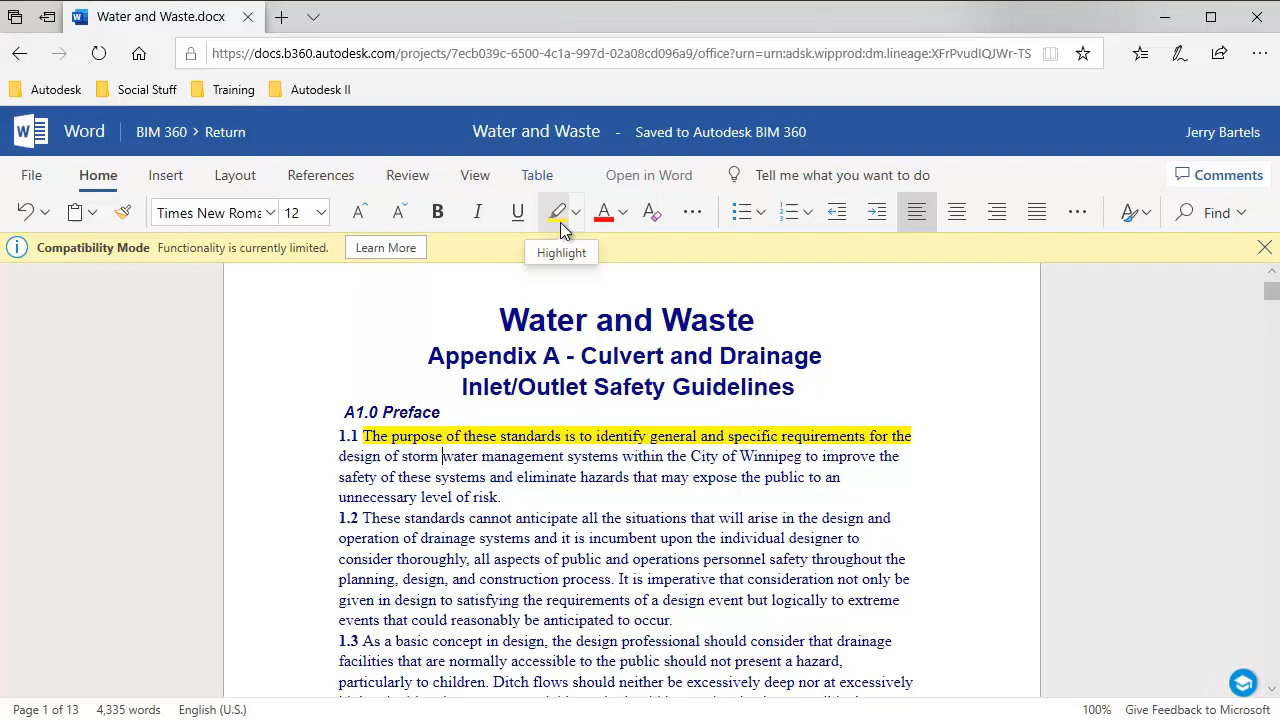 Water and Waste.docx
https://docs.b360.autodesk.com/projects/7ecb039c-6500-4c1a-997d-02a08cd096a9/office?urn=urn:adsk.wipprod:dm.lineage:XFrPvudIQJWr-TS
Autodesk Social Stuff Training Autodesk II
W Word BIM 360 > Return Water and Waste - Saved to Autodesk BIM 360 Jerry Bartels
File Home Insert Layout References Review View Table Open in Word Tell me what you want to do Comments
Times New Roma 12 A A B I U A A Find
Compatibility Mode Functionality is currently limited. Learn More
Highlight
Water and Waste
Appendix A - Culvert and Drainage
Inlet/Outlet Safety Guidelines
A1.0 Preface
1.1 The purpose of these standards is to identify general and specific requirements for the
design of storm water management systems within the City of Winnipeg to improve the
safety of these systems and eliminate hazards that may expose the public to an
unnecessary level of risk.
1.2 These standards cannot anticipate all the situations that will arise in the design and
operation of drainage systems and it is incumbent upon the individual designer to
consider thoroughly, all aspects of public and operations personnel safety throughout the
planning, design, and construction process. It is imperative that consideration not only be
given in design to satisfying the requirements of a design event but logically to extreme
events that could reasonably be anticipated to occur.
1.3 As a basic concept in design, the design professional should consider that drainage
facilities that are normally accessible to the public should not present a hazard,
particularly to children. Ditch flows should neither be excessively deep nor at excessively
Page 1 of 13 4,335 words English (U.S.) 100% Give Feedback to Microsoft